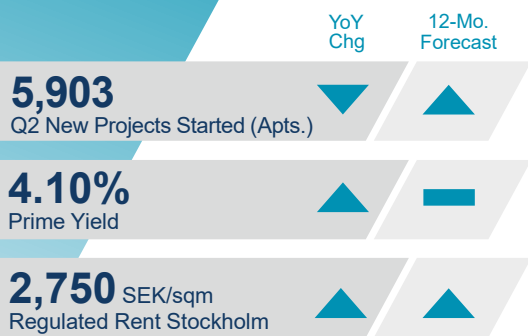 YoY
Chg
12-Mo.
Forecast
5,903
Q2 New Projects Started (Apts.)
4.10%
Prime Yield
2,750 SEK/sqm
Regulated Rent Stockholm